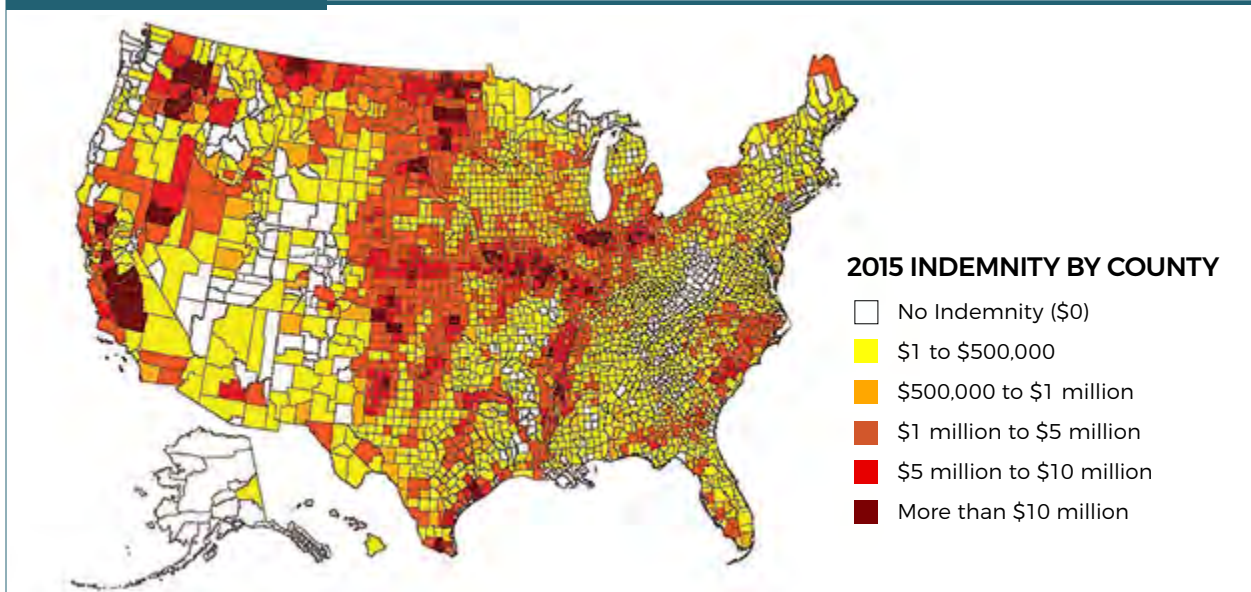 2015 INDEMNITY BY COUNTY
No Indemnity ($0)
$1 to $500,000
$500,000 to $1 million
$1 million to $5 million
$5 million to $10 million
More than $10 million